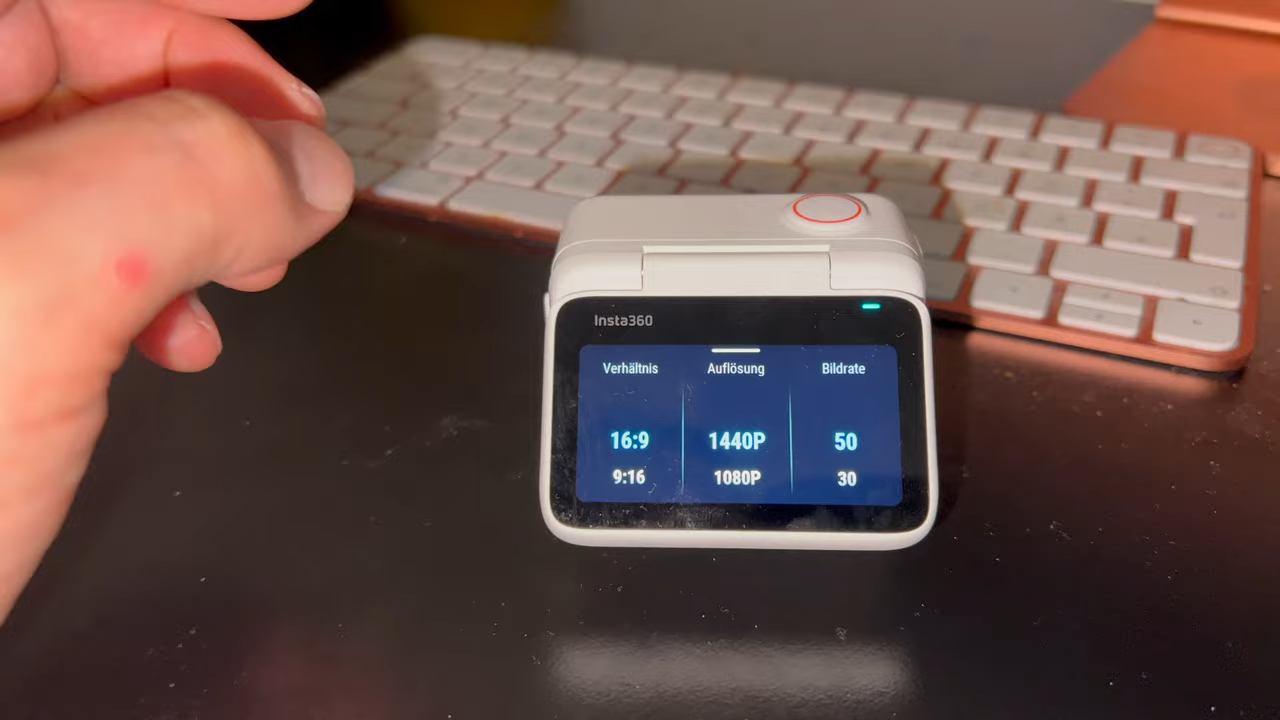 Insta360
Verhältnis Auflösung Bildrate
16:9 1440P 50
9:16 1080P 30